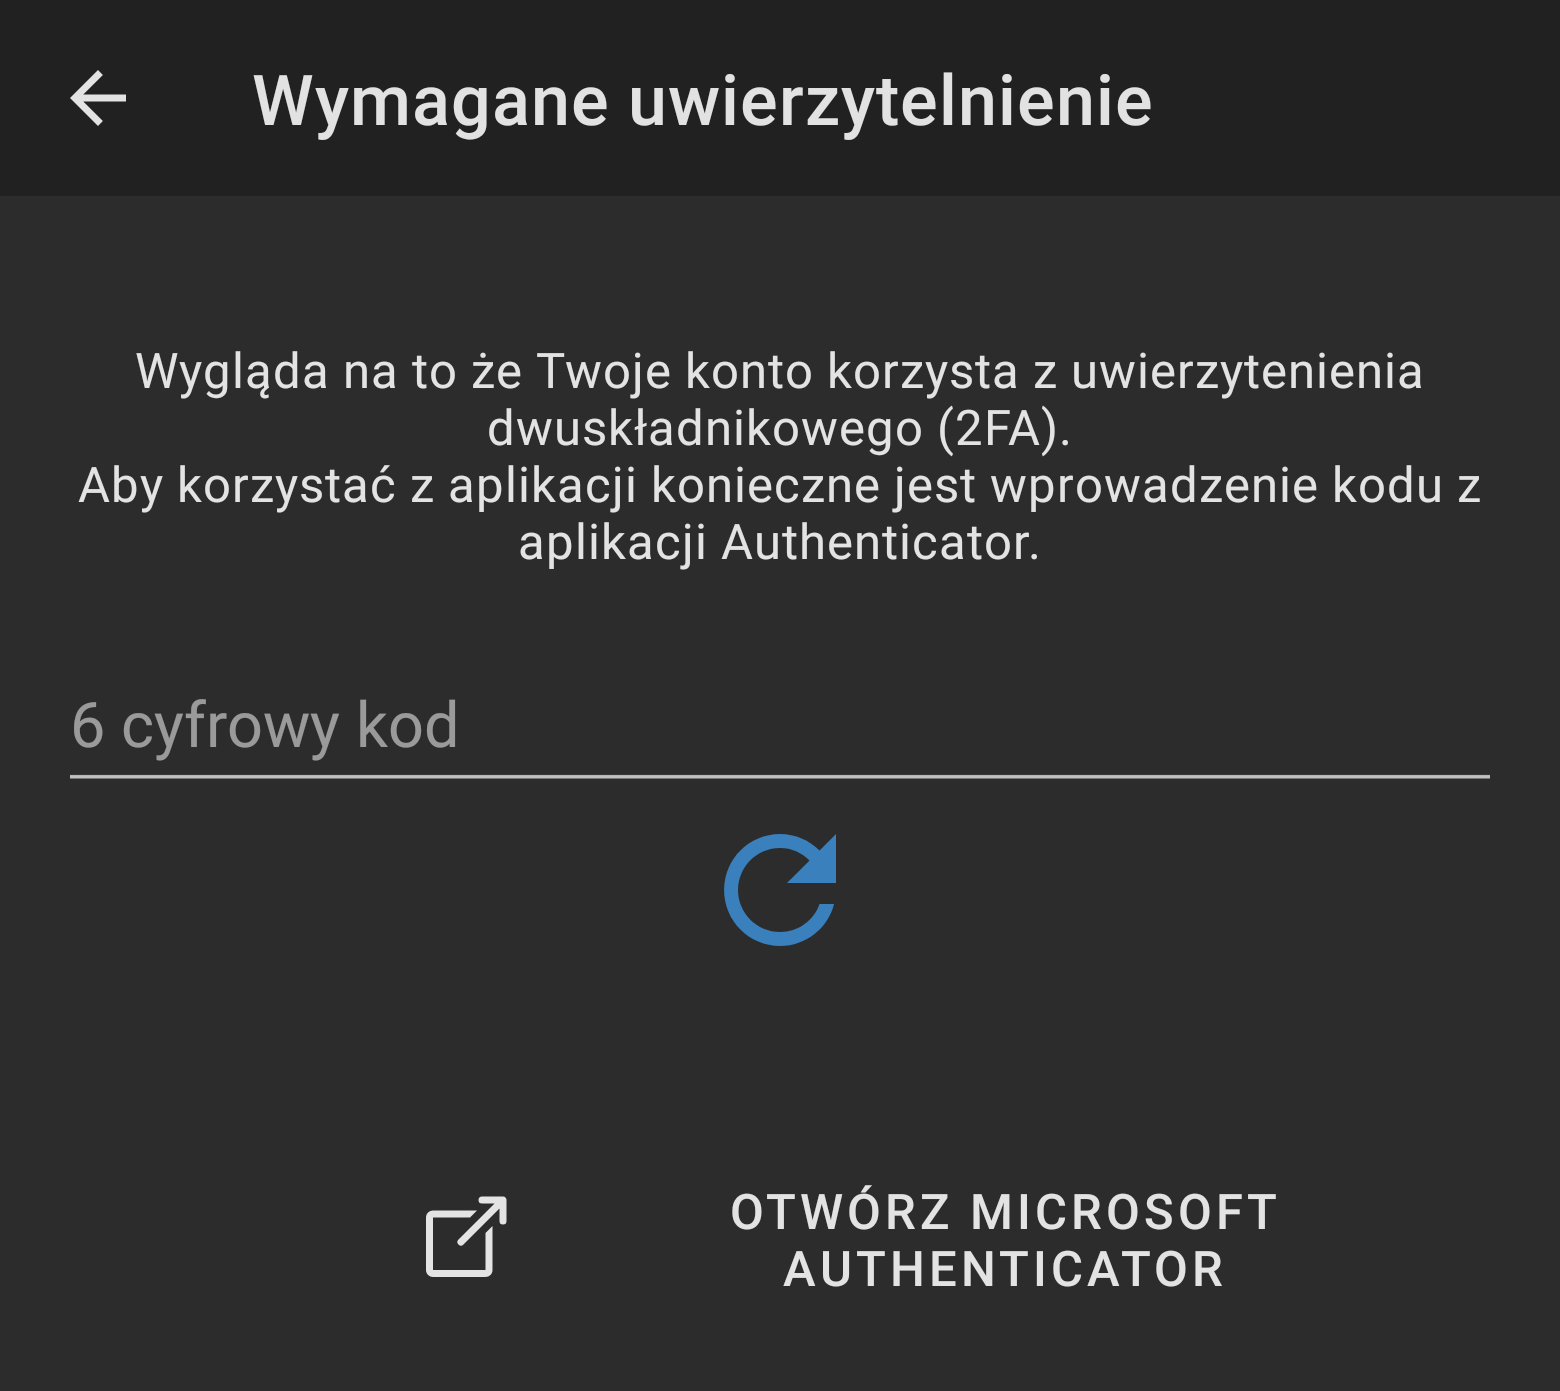 Wymagane uwierzytelnienie
Wygląda na to że Twoje konto korzysta z uwierzytenienia
dwuskładnikowego (2FA).
Aby korzystać z aplikacji konieczne jest wprowadzenie kodu z
aplikacji Authenticator.
6 cyfrowy kod
OTWÓRZ MICROSOFT
AUTHENTICATOR